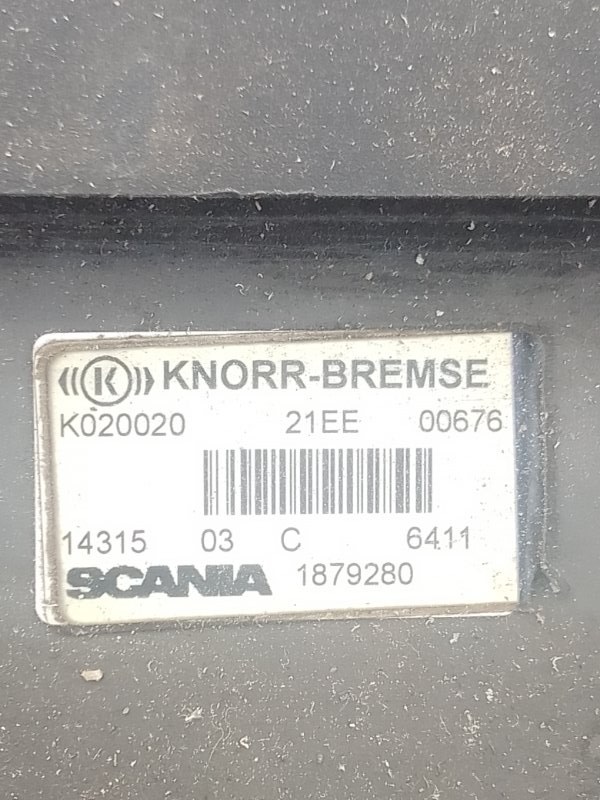 K KNORR-BREMSE
K020020 21EE 00676
14315 03 C 6411
SCANIA 1879280